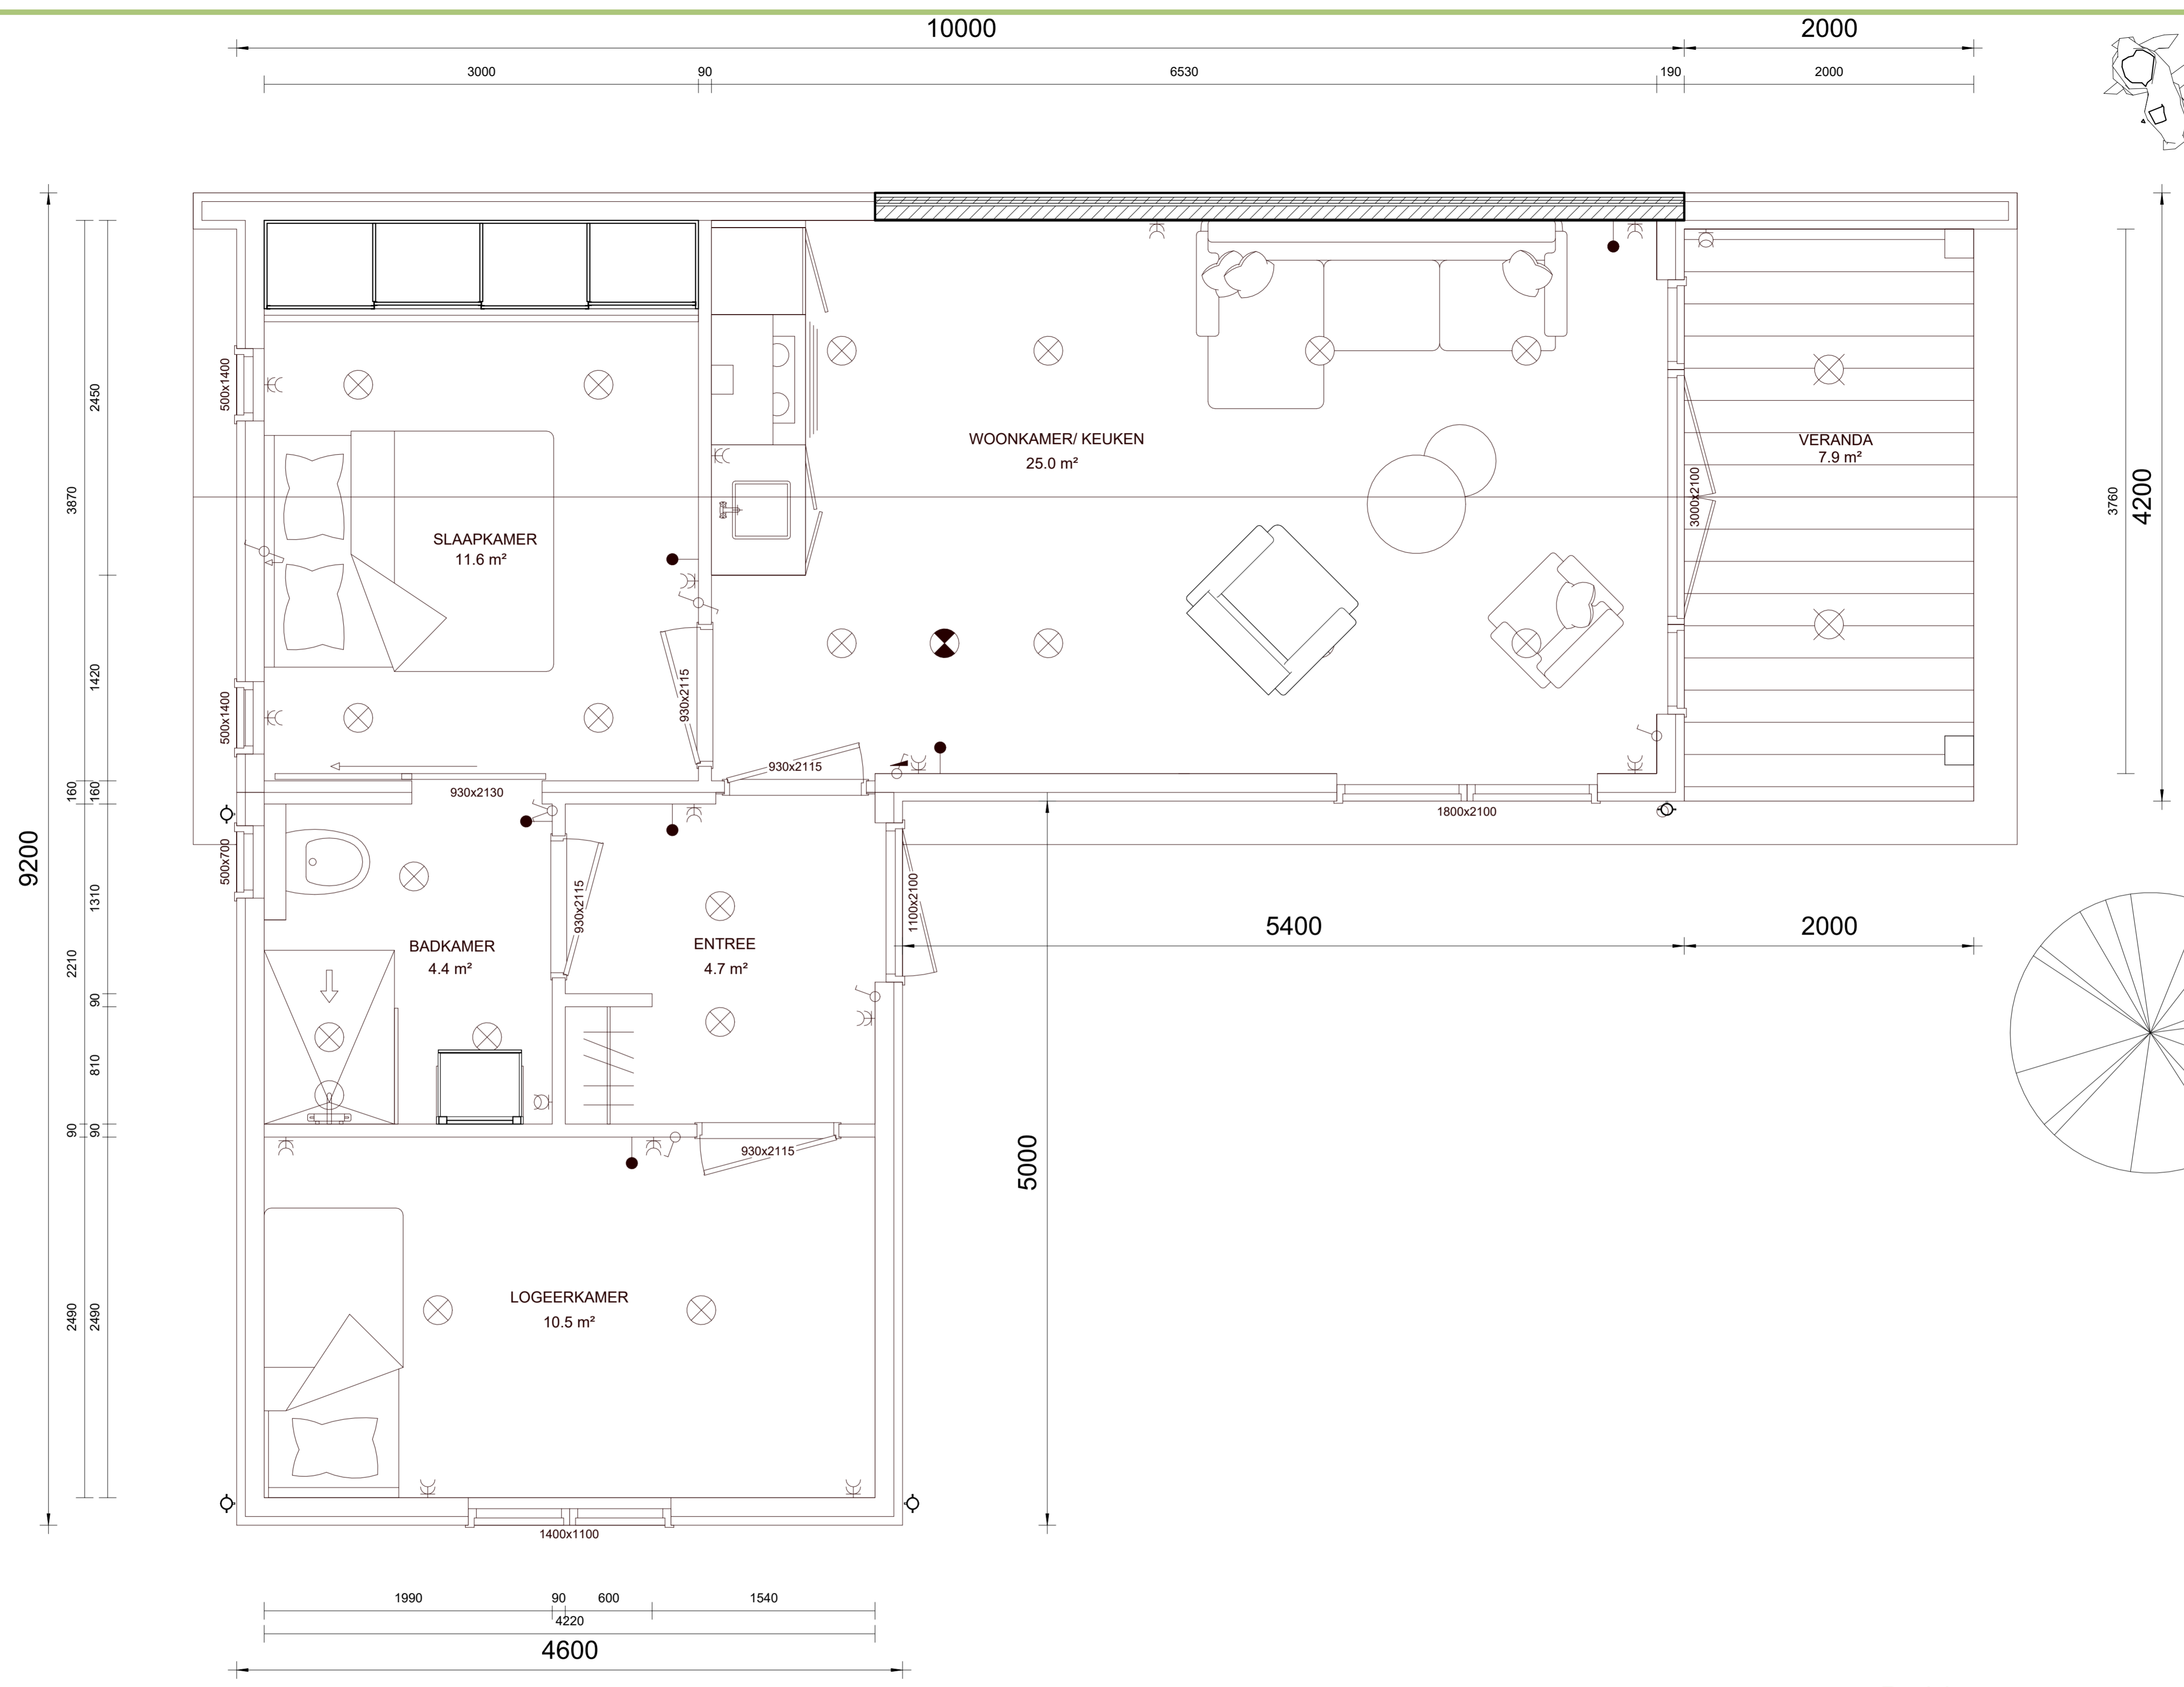 10000
2000
3000
90
6530
190
2000
500x1400
2450
3870
WOONKAMER/ KEUKEN
25.0 m²
VERANDA
7.9 m²
3000x2100
3760
4200
SLAAPKAMER
11.6 m²
1420
500x1400
930x2115
930x2115
160
160
930x2130
1800x2100
9200
500x700
1310
930x2115
1100x2100
5400
2000
BADKAMER
4.4 m²
ENTREE
4.7 m²
2210
90
810
90
90
930x2115
5000
2490
2490
LOGEERKAMER
10.5 m²
1400x1100
1990
90
600
1540
4220
4600